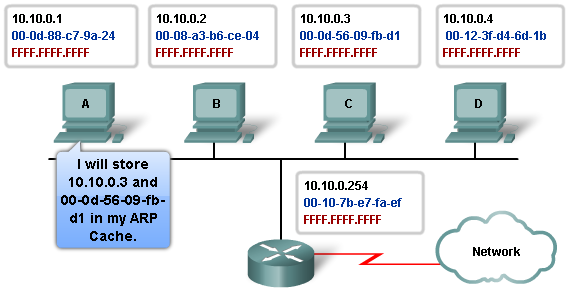 10.10.0.1
00-0d-88-c7-9a-24
FFFF.FFFF.FFFF
10.10.0.2
00-08-a3-b6-ce-04
FFFF.FFFF.FFFF
10.10.0.3
00-0d-56-09-fb-d1
FFFF.FFFF.FFFF
10.10.0.4
00-12-3f-d4-6d-1b
FFFF.FFFF.FFFF
A
B
C
D
I will store
10.10.0.3 and
00-0d-56-09-fb-
d1 in my ARP
Cache.
10.10.0.254
00-10-7b-e7-fa-ef
FFFF.FFFF.FFFF
Network